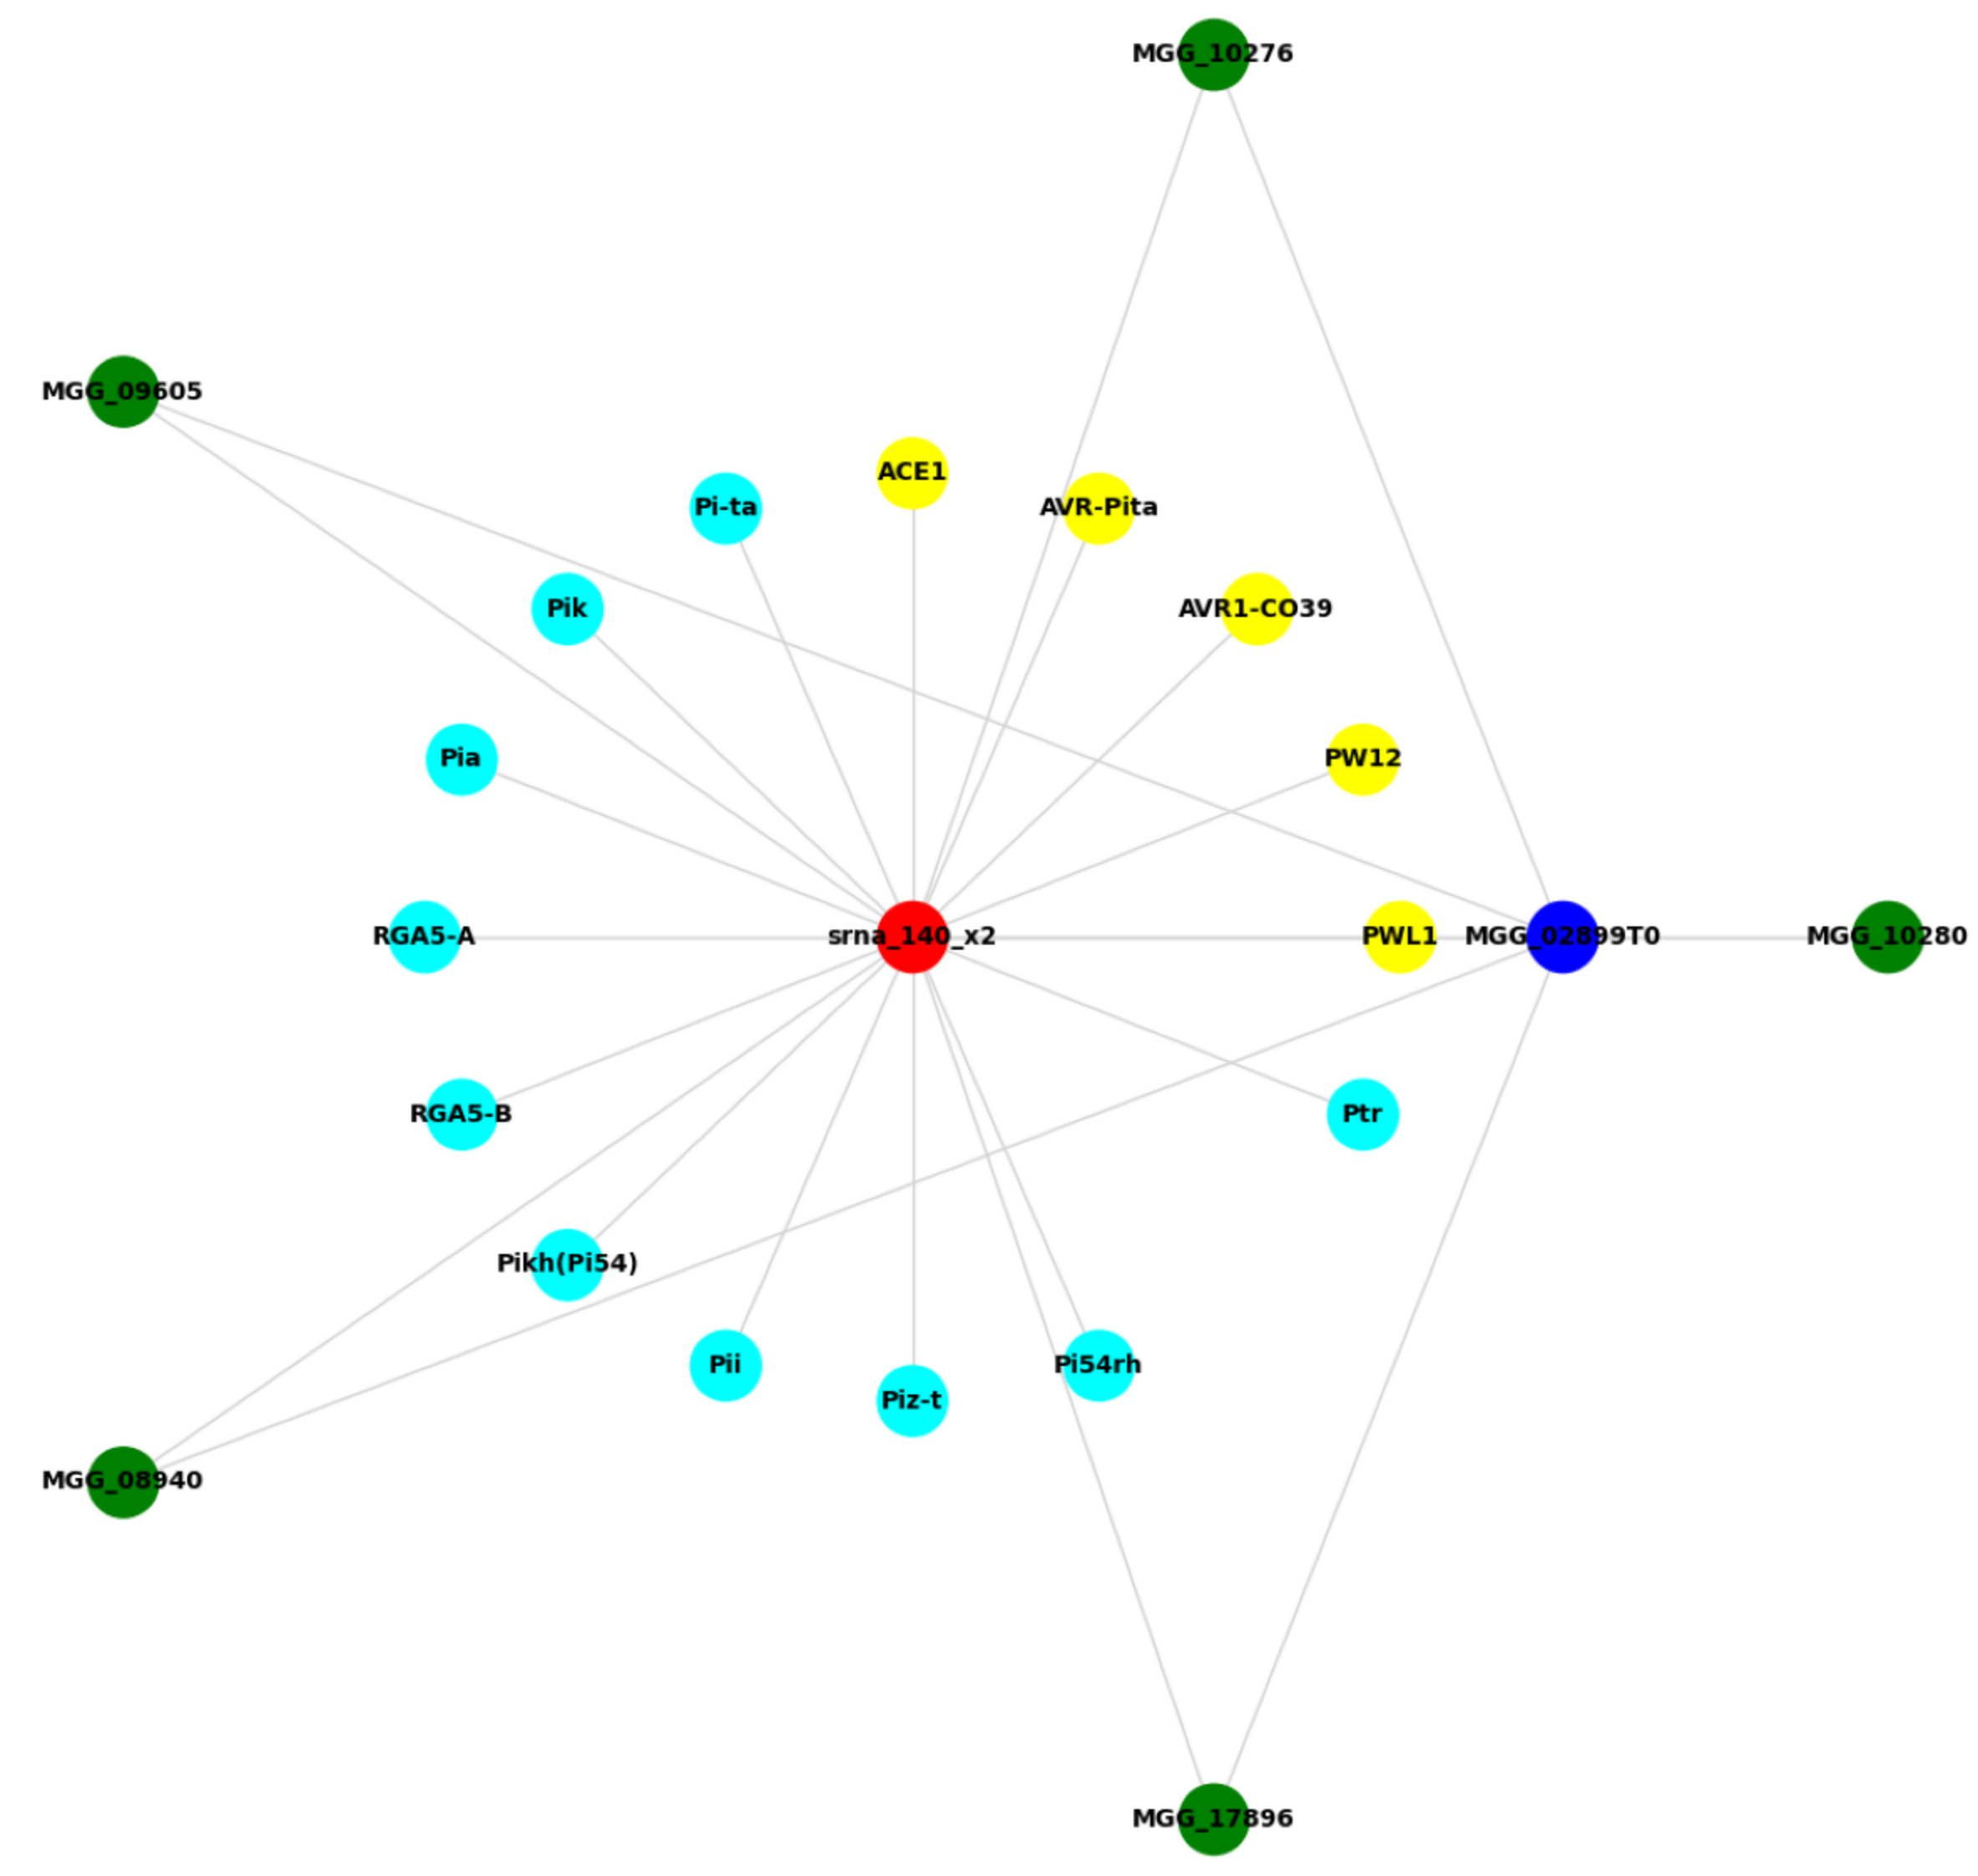 MGG_10276
MGG_09605
ACE1
Pi-ta
AVR-Pita
Pik
AVR1-CO39
Pia
PW12
RGA5-A
srna_140_x2
PWL1
MGG_02899T0
MGG_10280
RGA5-B
Ptr
Pikh(Pi54)
Pii
Pi54rh
Piz-t
MGG_08940
MGG_17896